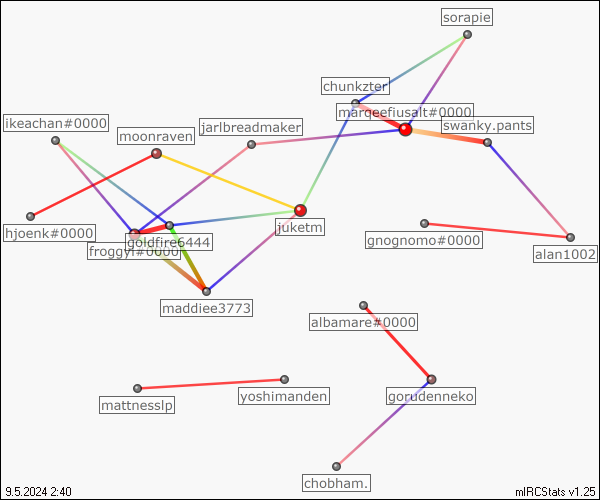 sorapie
chunkzter
marqeefiusalt#0000
swanky.pants
ikeachan#0000
moonraven
jarlbreadmaker
hjoenk#0000
goldfire6444
froggyl#0000
juketm
gnognomo#0000
alan1002
maddiee3773
albamare#0000
mattnesslp
yoshimanden
gorudenneko
chobham.
9.5.2024 2:40
mIRCStats v1.25